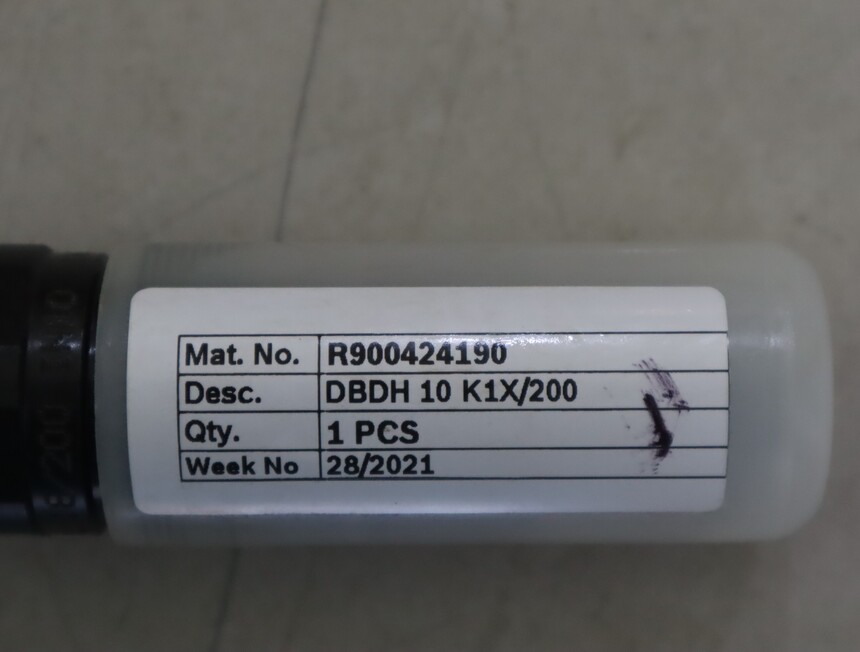 Mat. No. R900424190
Desc. DBDH 10 K1X/200
Qty. 1 PCS
Week No 28/2021